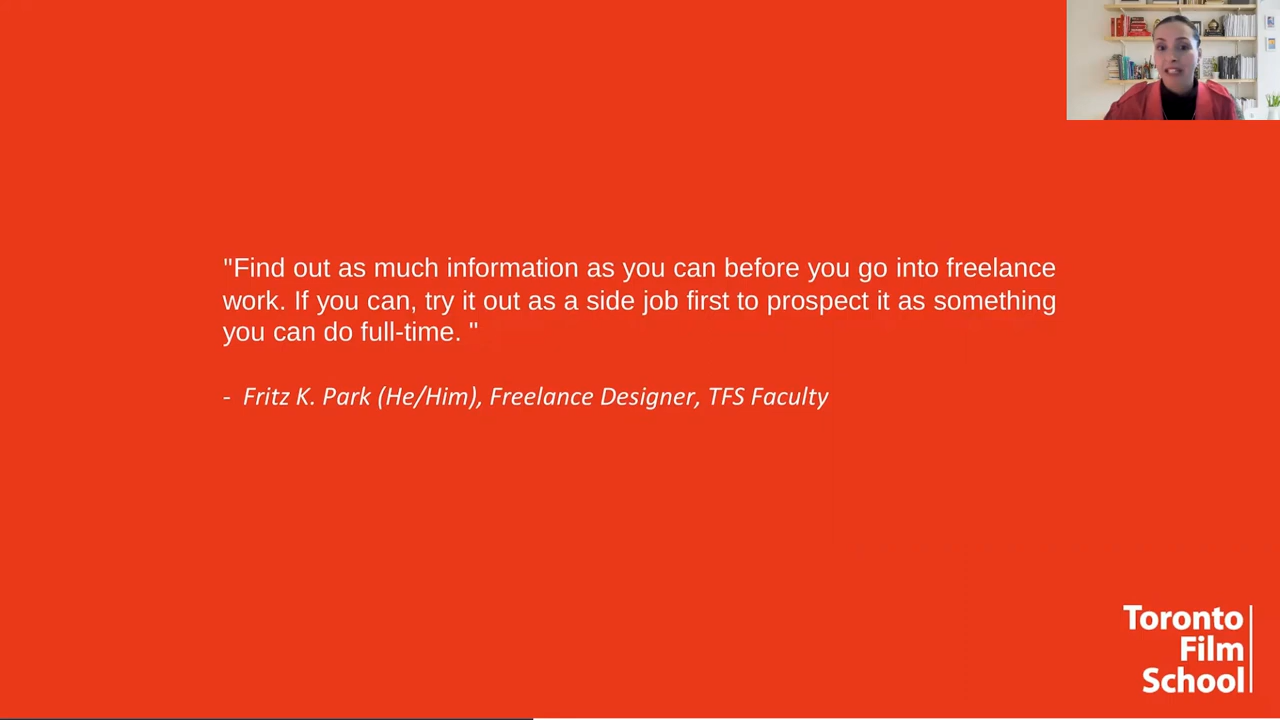 "Find out as much information as you can before you go into freelance
work. If you can, try it out as a side job first to prospect it as something
you can do full-time. "
- Fritz K. Park (He/Him), Freelance Designer, TFS Faculty
Toronto
Film
School